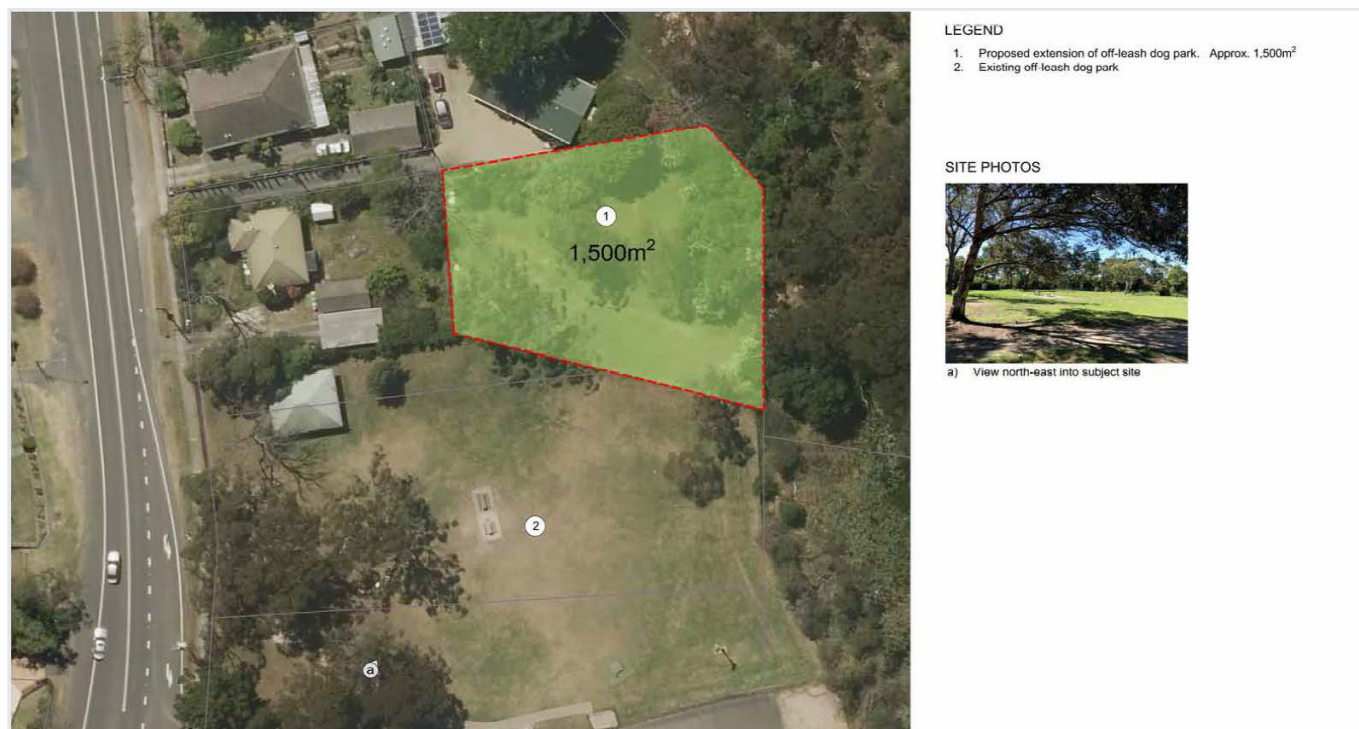 LEGEND
1. Proposed extension of off-leash dog park. Approx. 1,500m²
2. Existing off-leash dog park
SITE PHOTOS
a) View north-east into subject site
1
1,500m²
2
a